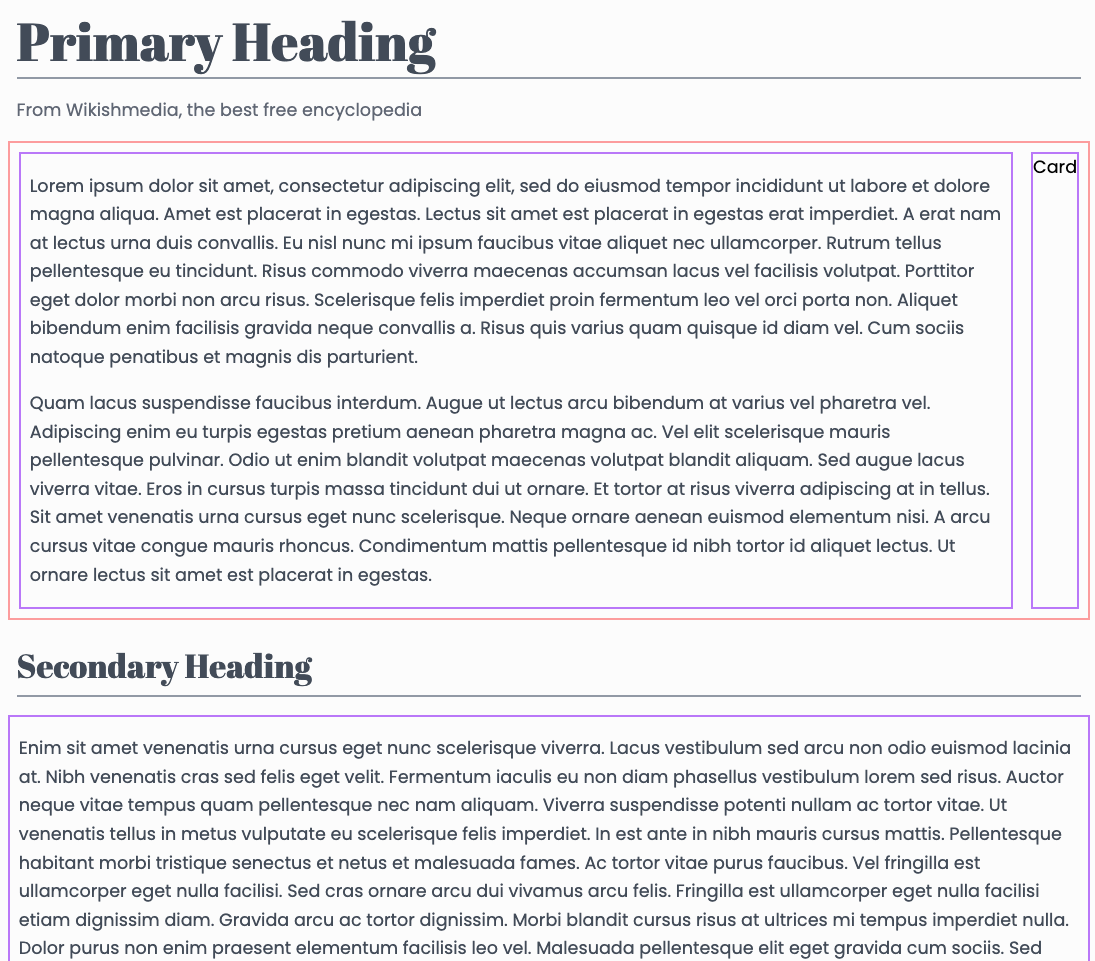 Primary Heading
From Wikishmedia, the best free encyclopedia
Lorem ipsum dolor sit amet, consectetur adipiscing elit, sed do eiusmod tempor incididunt ut labore et dolore
magna aliqua. Amet est placerat in egestas. Lectus sit amet est placerat in egestas erat imperdiet. A erat nam
at lectus urna duis convallis. Eu nisl nunc mi ipsum faucibus vitae aliquet nec ullamcorper. Rutrum tellus
pellentesque eu tincidunt. Risus commodo viverra maecenas accumsan lacus vel facilisis volutpat. Porttitor
eget dolor morbi non arcu risus. Scelerisque felis imperdiet proin fermentum leo vel orci porta non. Aliquet
bibendum enim facilisis gravida neque convallis a. Risus quis varius quam quisque id diam vel. Cum sociis
natoque penatibus et magnis dis parturient.
Quam lacus suspendisse faucibus interdum. Augue ut lectus arcu bibendum at varius vel pharetra vel.
Adipiscing enim eu turpis egestas pretium aenean pharetra magna ac. Vel elit scelerisque mauris
pellentesque pulvinar. Odio ut enim blandit volutpat maecenas volutpat blandit aliquam. Sed augue lacus
viverra vitae. Eros in cursus turpis massa tincidunt dui ut ornare. Et tortor at risus viverra adipiscing at in tellus.
Sit amet venenatis urna cursus eget nunc scelerisque. Neque ornare aenean euismod elementum nisi. A arcu
cursus vitae congue mauris rhoncus. Condimentum mattis pellentesque id nibh tortor id aliquet lectus. Ut
ornare lectus sit amet est placerat in egestas.
Card
Secondary Heading
Enim sit amet venenatis urna cursus eget nunc scelerisque viverra. Lacus vestibulum sed arcu non odio euismod lacinia
at. Nibh venenatis cras sed felis eget velit. Fermentum iaculis eu non diam phasellus vestibulum lorem sed risus. Auctor
neque vitae tempus quam pellentesque nec nam aliquam. Viverra suspendisse potenti nullam ac tortor vitae. Ut
venenatis tellus in metus vulputate eu scelerisque felis imperdiet. In est ante in nibh mauris cursus mattis. Pellentesque
habitant morbi tristique senectus et netus et malesuada fames. Ac tortor vitae purus faucibus. Vel fringilla est
ullamcorper eget nulla facilisi. Sed cras ornare arcu dui vivamus arcu felis. Fringilla est ullamcorper eget nulla facilisi
etiam dignissim diam. Gravida arcu ac tortor dignissim. Morbi blandit cursus risus at ultrices mi tempus imperdiet nulla.
Dolor purus non enim praesent elementum facilisis leo vel. Malesuada pellentesque elit eget gravida cum sociis. Sed